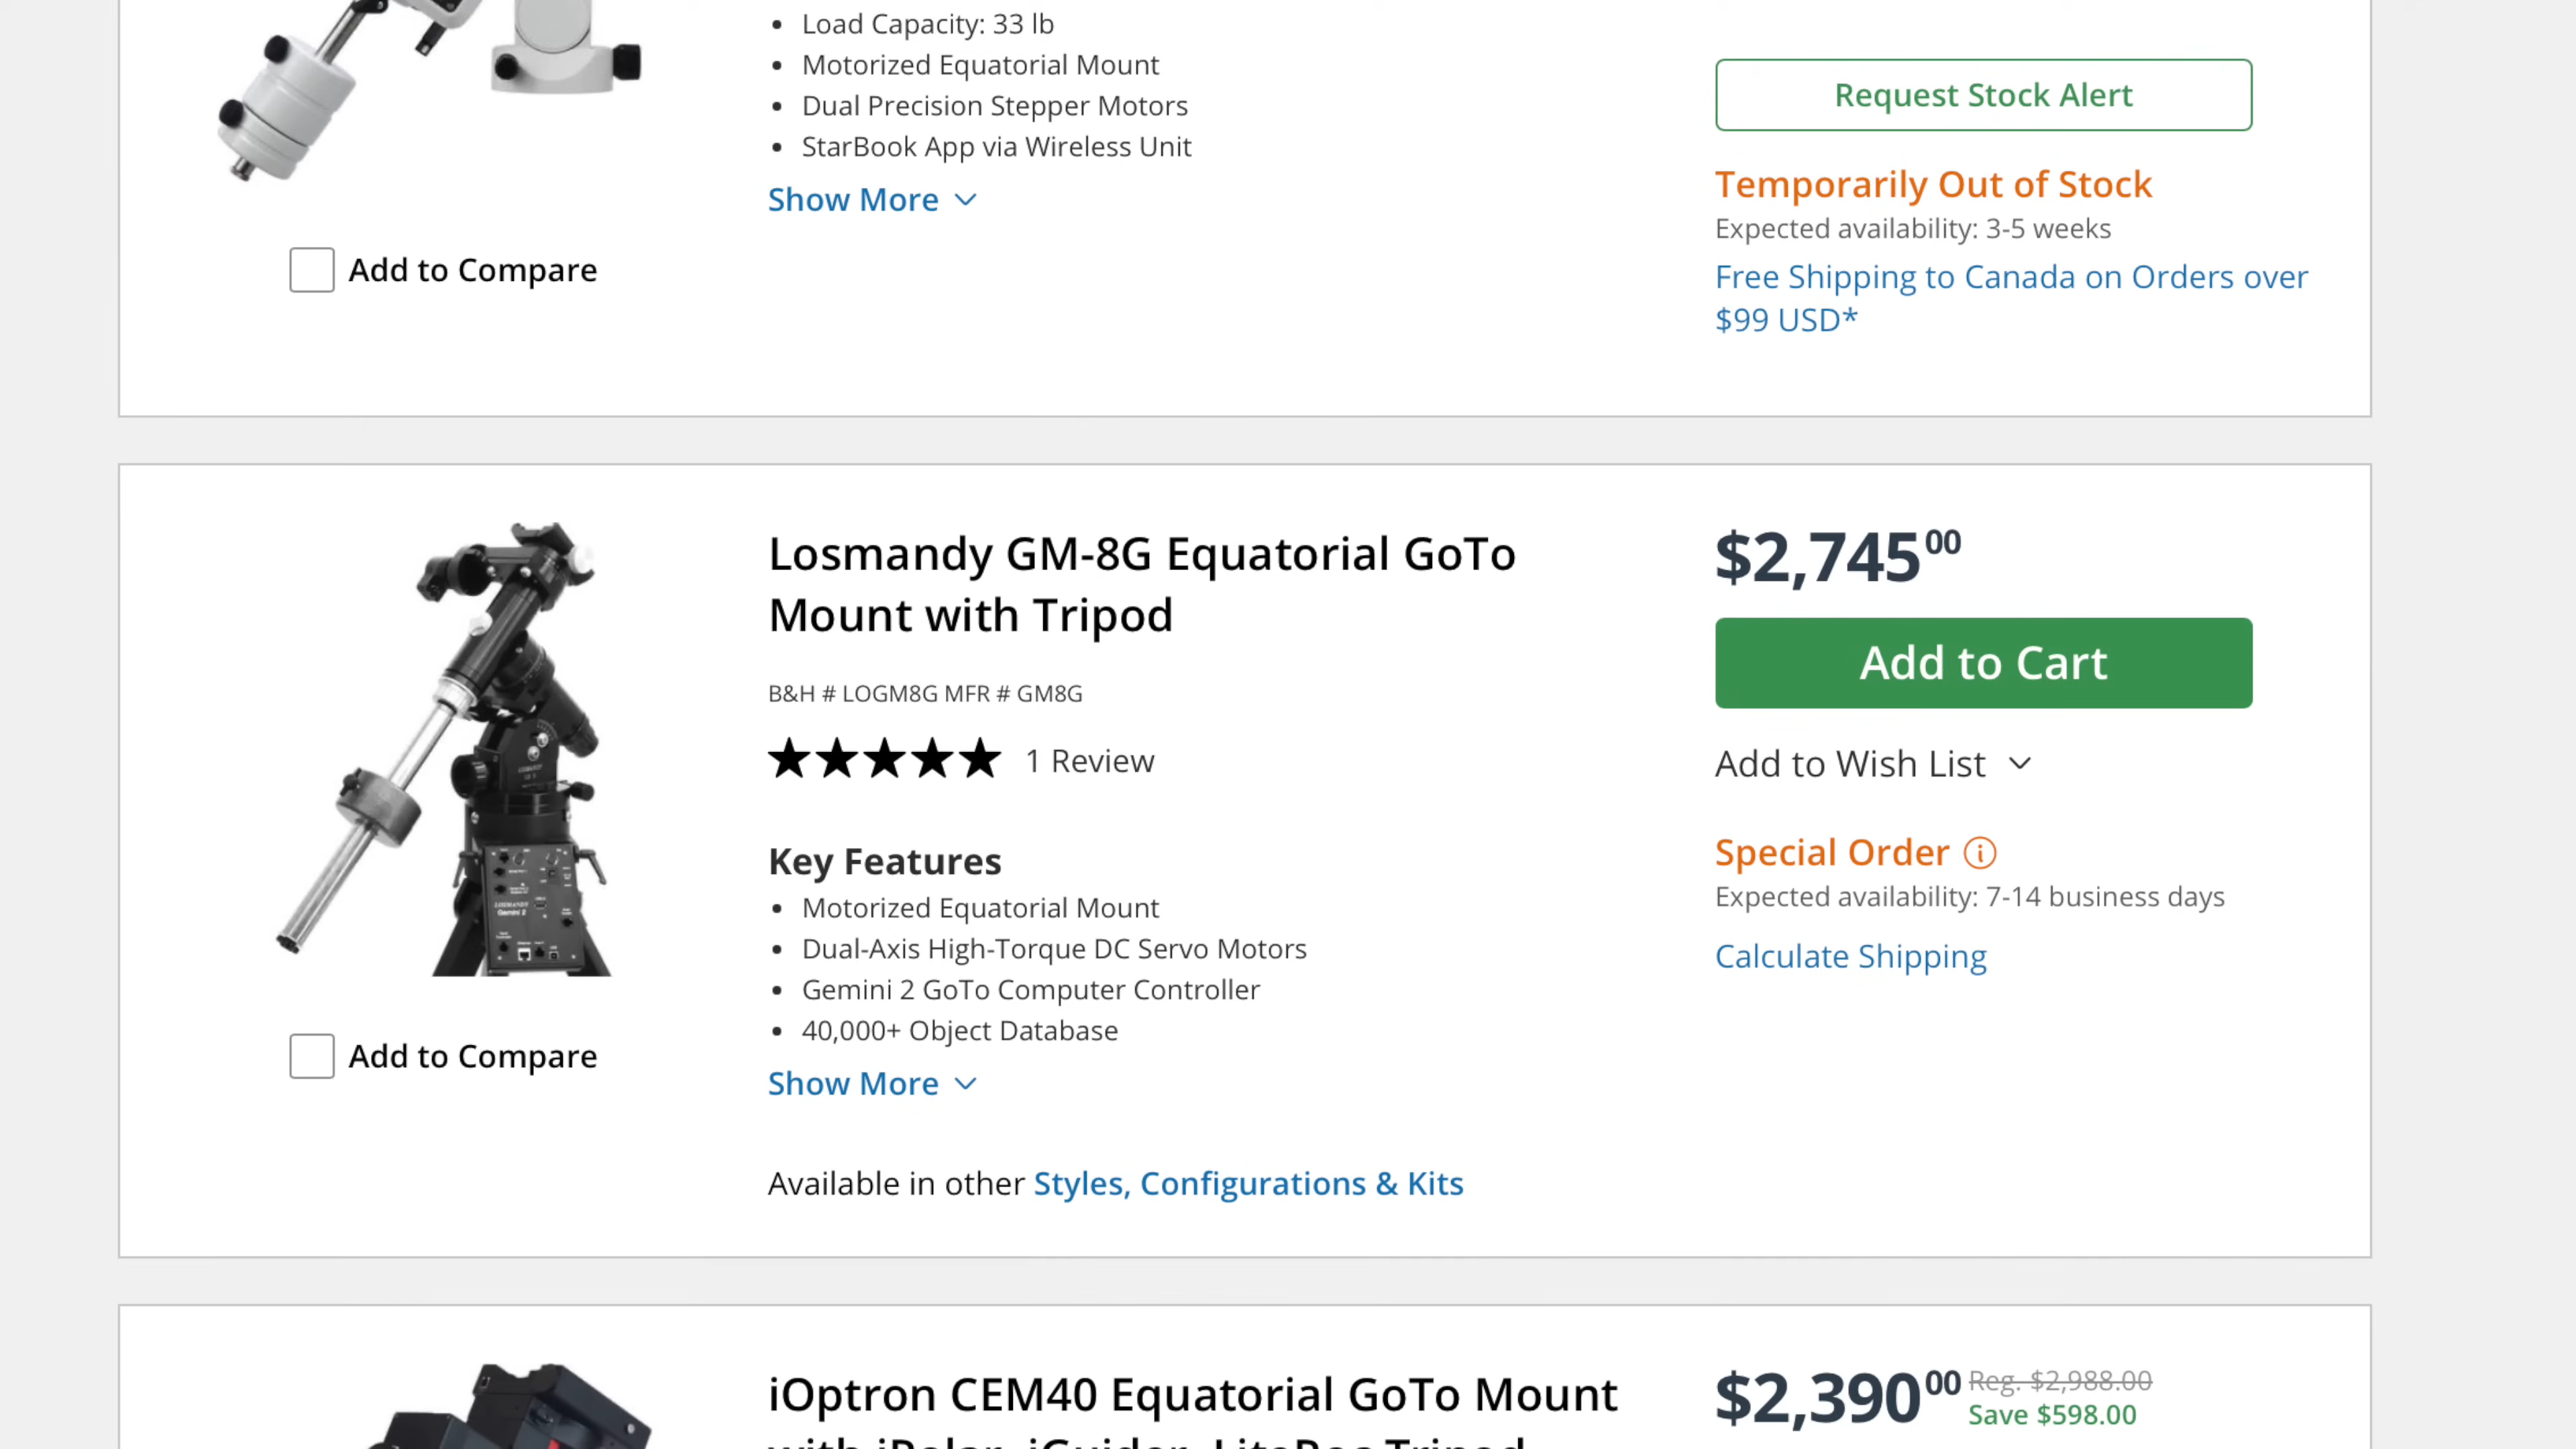 Load Capacity: 33 lb
Motorized Equatorial Mount
Dual Precision Stepper Motors
StarBook App via Wireless Unit
Show More
Add to Compare
Request Stock Alert
Temporarily Out of Stock
Expected availability: 3-5 weeks
Free Shipping to Canada on Orders over
$99 USD*
Losmandy GM-8G Equatorial GoTo
Mount with Tripod
B&H # LOGM8G MFR # GM8G
1 Review
Key Features
Motorized Equatorial Mount
Dual-Axis High-Torque DC Servo Motors
Gemini 2 GoTo Computer Controller
40,000+ Object Database
Show More
Available in other Styles, Configurations & Kits
LOSMANDY
Gemini 2
Add to Compare
$2,745 00
Add to Cart
Add to Wish List
Special Order
Expected availability: 7-14 business days
Calculate Shipping
iOptron CEM40 Equatorial GoTo Mount
with iPolar, iGuider, LiteRoc Tripod
$2,390 00 Reg. $2,988.00
Save $598.00